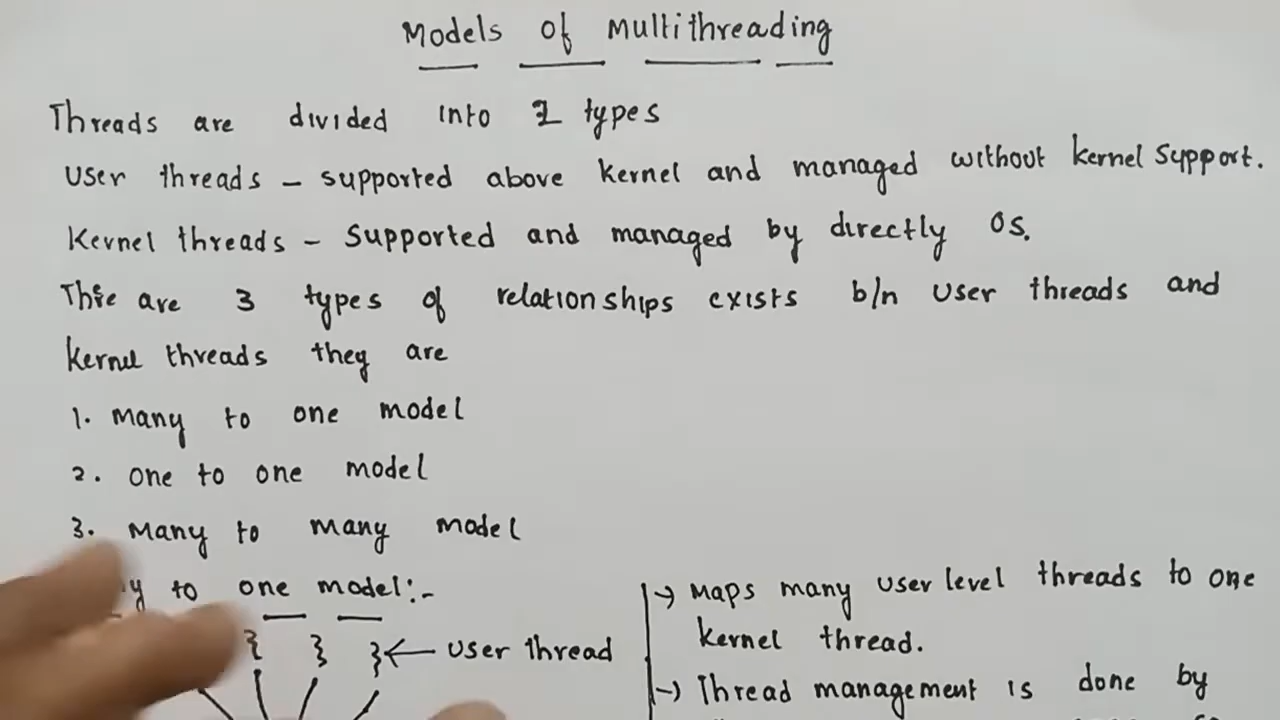 Models of Multithreading
Threads are divided into 2 types
User threads – supported above kernel and managed without kernel Support.
Kernel threads – Supported and managed by directly OS.
are 3 types of relationships exists b/n User threads and
kernel threads they are
1. Many to one model
2. one to one model
3. Many to many model
to one model:-
← User thread
→ Maps many user level threads to one
kernel thread.
→ Thread management is done by